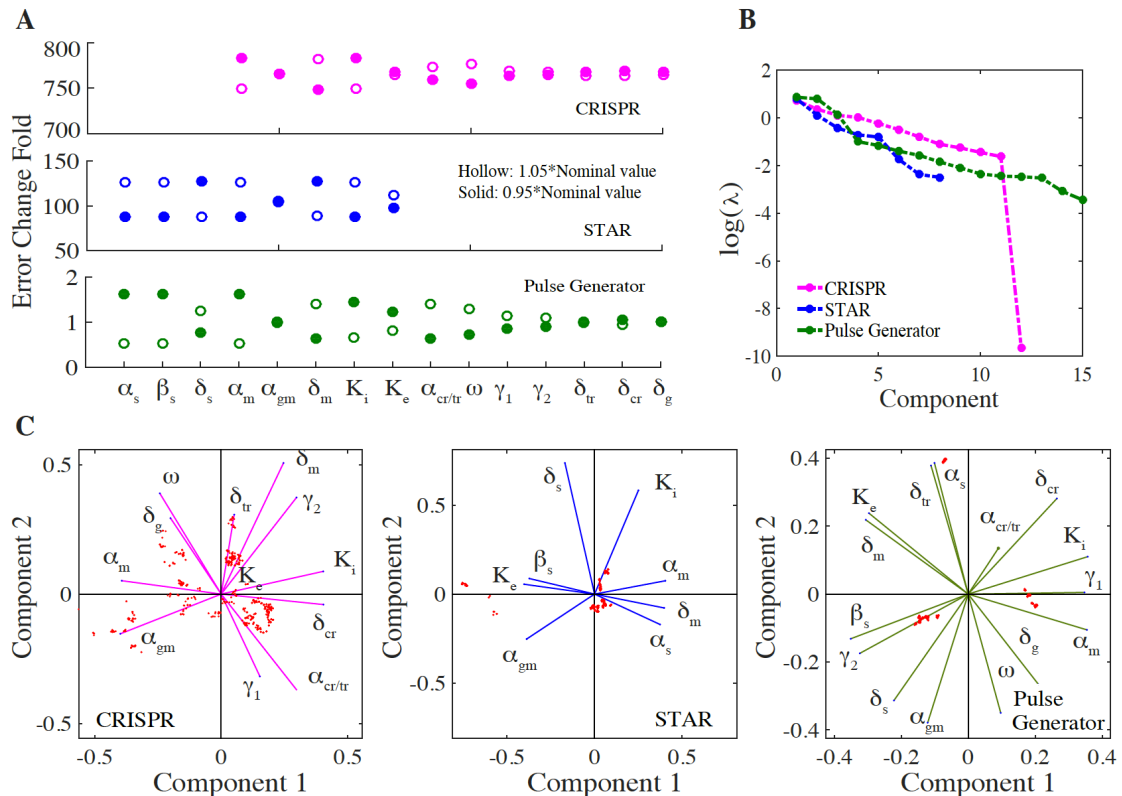 A
Error Change Fold
800
750
700
CRISPR
150
100
50
Hollow: 1.05*Nominal value
Solid: 0.95*Nominal value
STAR
2
1
0
Pulse Generator
α_s β_s δ_s α_m α_gm δ_m K_i K_e α_cr/tr ω γ_1 γ_2 δ_tr δ_cr δ_g
B
log(λ)
2
0
-2
-4
-6
-8
-10
CRISPR
STAR
Pulse Generator
0 5 10 15
Component
C
Component 2
0.5
0
-0.5
ω
δ_m
δ_tr
γ_2
δ_g
α_m
K_e
K_i
δ_cr
α_gm
γ_1
α_cr/tr
CRISPR
-0.5 0 0.5
Component 1
Component 2
0.5
0
-0.5
δ_s
K_i
β_s
K_e
α_m
δ_m
α_s
α_gm
STAR
-0.5 0 0.5
Component 1
Component 2
0.4
0.2
0
-0.2
-0.4
α_s
δ_cr
K_e
δ_tr
α_cr/tr
δ_m
K_i
γ_1
β_s
γ_2
δ_g
α_m
δ_s
α_gm
ω
Pulse
Generator
-0.4 -0.2 0 0.2 0.4
Component 1